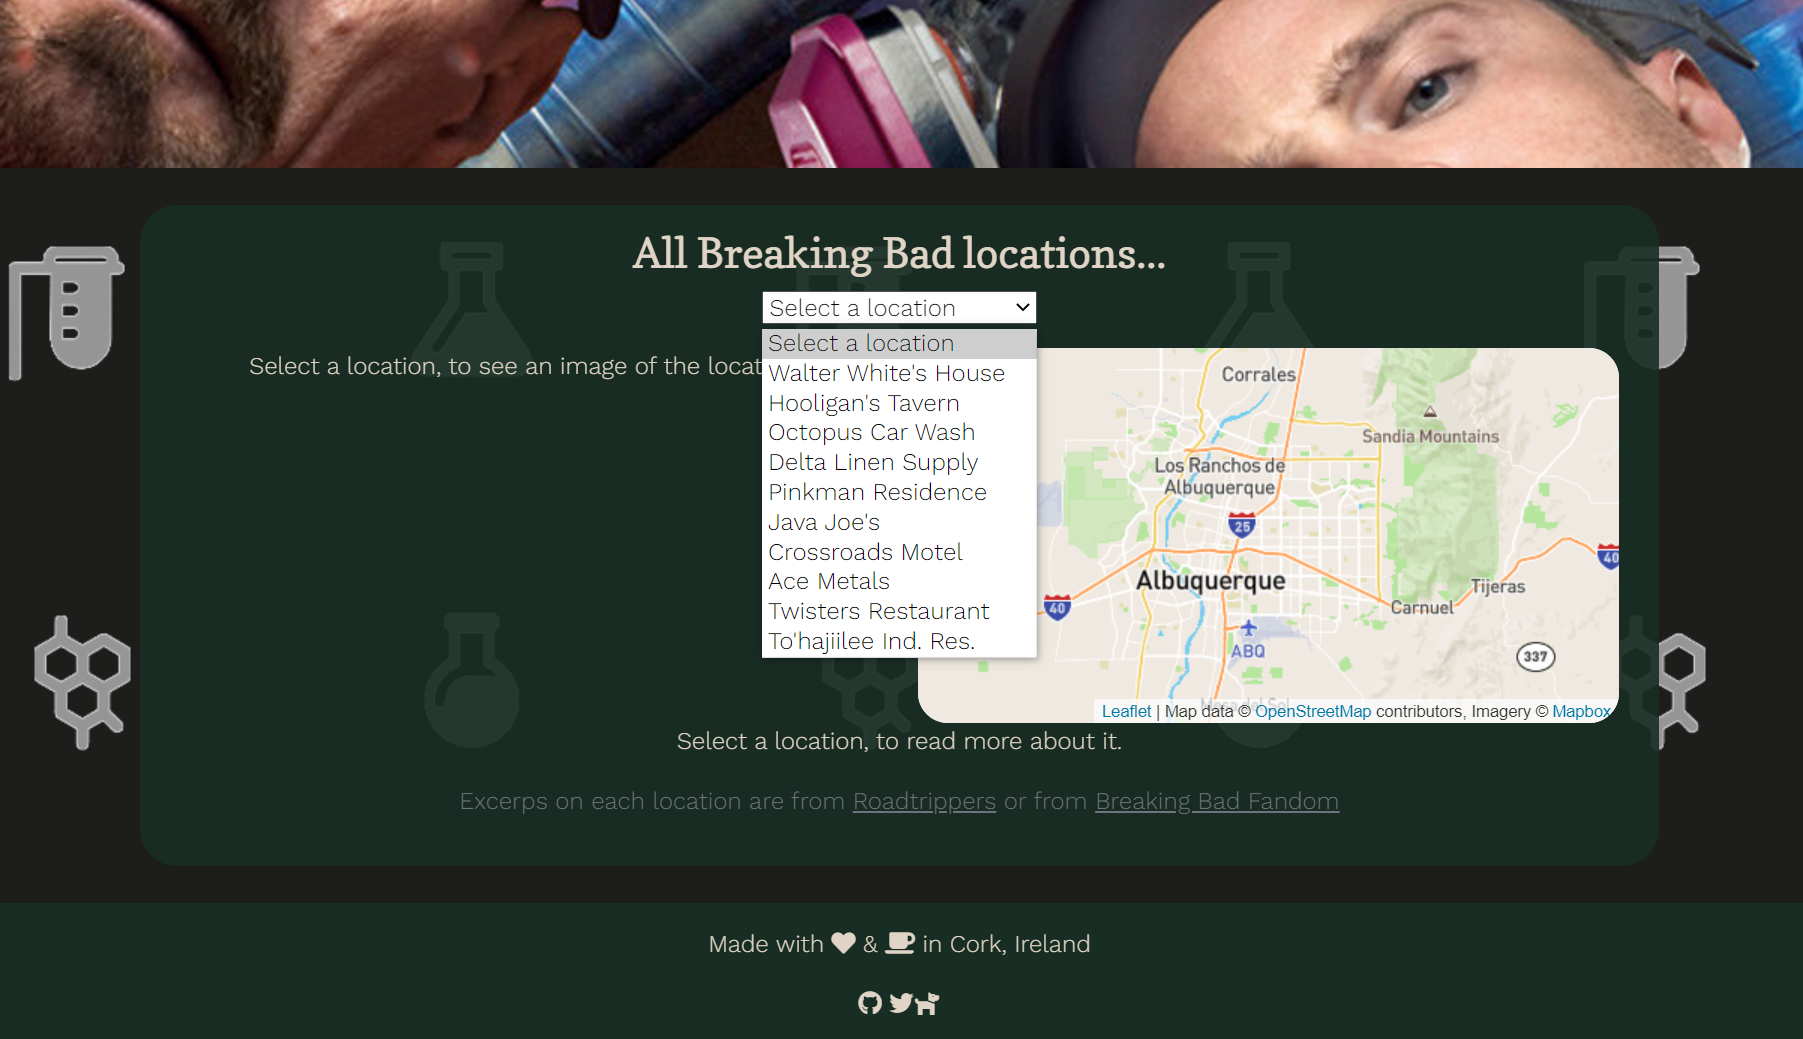 All Breaking Bad locations...
Select a location
Select a location
Walter White's House
Hooligan's Tavern
Octopus Car Wash
Delta Linen Supply
Pinkman Residence
Java Joe's
Crossroads Motel
Ace Metals
Twisters Restaurant
To'hajiilee Ind. Res.
Select a location, to see an image of the locat
Corrales
Sandia Mountains
Los Ranchos de
Albuquerque
25
40
Albuquerque
Tijeras
40
Carnuel
ABQ
337
Mesa del Sol
Leaflet | Map data © OpenStreetMap contributors, Imagery © Mapbox
Select a location, to read more about it.
Excerps on each location are from Roadtrippers or from Breaking Bad Fandom
Made with & in Cork, Ireland